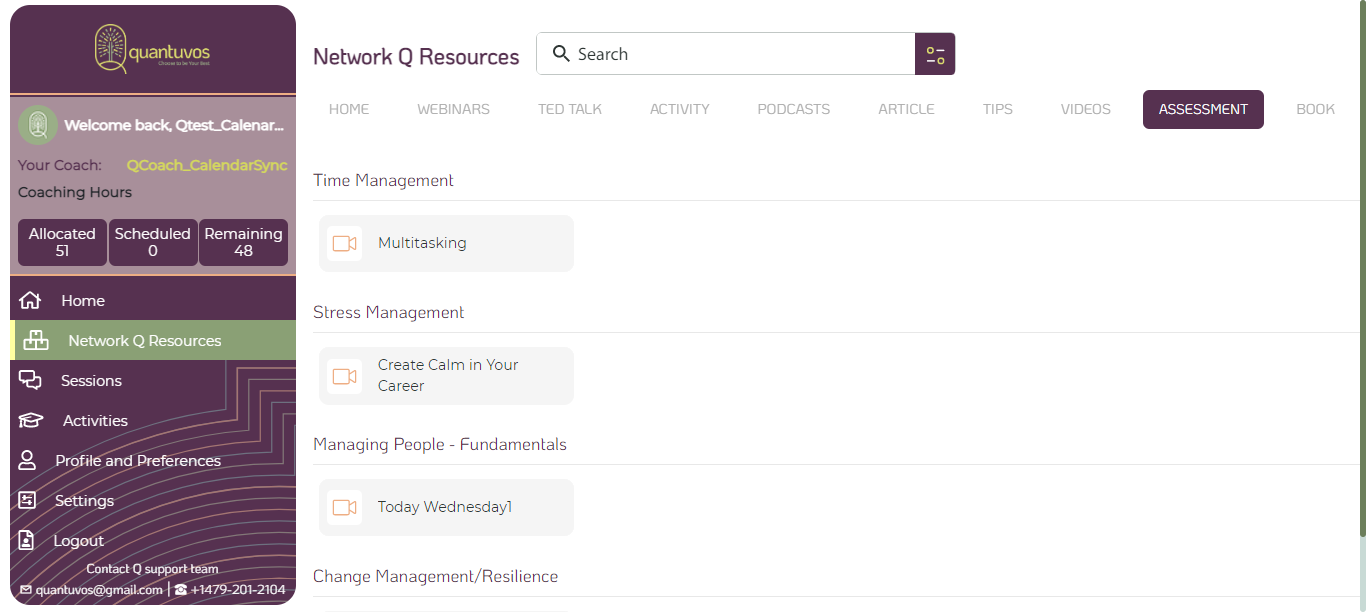 quantuvos
Choose to be Your Best
Welcome back, Qtest_Calenar...
Your Coach: QCoach_CalendarSync
Coaching Hours
Allocated
51
Scheduled
0
Remaining
48
Home
Network Q Resources
Sessions
Activities
Profile and Preferences
Settings
Logout
Contact Q support team
quantuvos@gmail.com | +1479-201-2104
Network Q Resources
Search
HOME WEBINARS TED TALK ACTIVITY PODCASTS ARTICLE TIPS VIDEOS ASSESSMENT BOOK
Time Management
Multitasking
Stress Management
Create Calm in Your
Career
Managing People - Fundamentals
Today Wednesday1
Change Management/Resilience